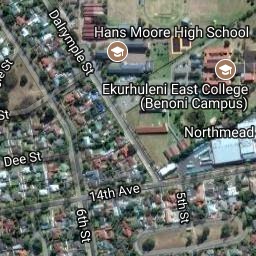 Hans Moore High School
Dalrymple St
Ekurhuleni East College
(Benoni Campus)
Northmead
Dee St
14th Ave
5th St
6th St